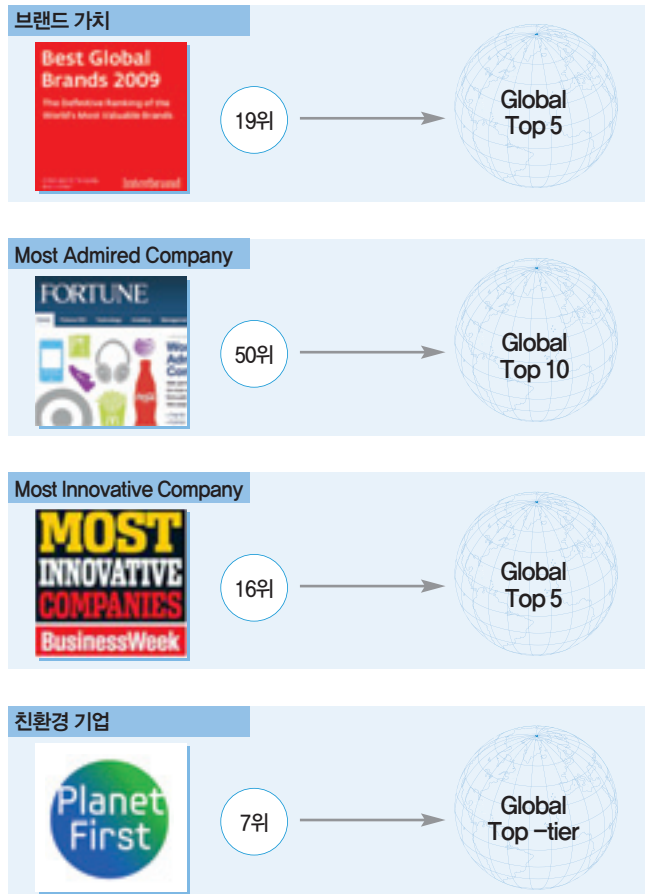 브랜드 가치
Best Global
Brands 2009
The Definitive Ranking of the
World's Most Valuable Brands
Interbrand
19위
Global
Top 5
Most Admired Company
FORTUNE
50위
Global
Top 10
Most Innovative Company
MOST
INNOVATIVE
COMPANIES
BusinessWeek
16위
Global
Top 5
친환경 기업
Planet
First
7위
Global
Top -tier